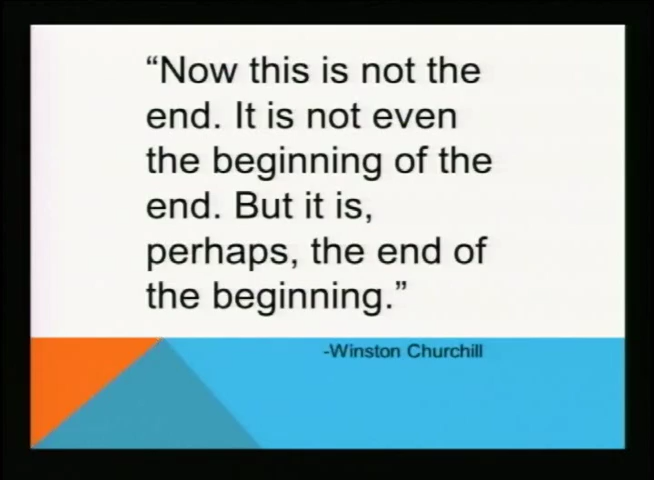 “Now this is not the
end. It is not even
the beginning of the
end. But it is,
perhaps, the end of
the beginning.”
-Winston Churchill